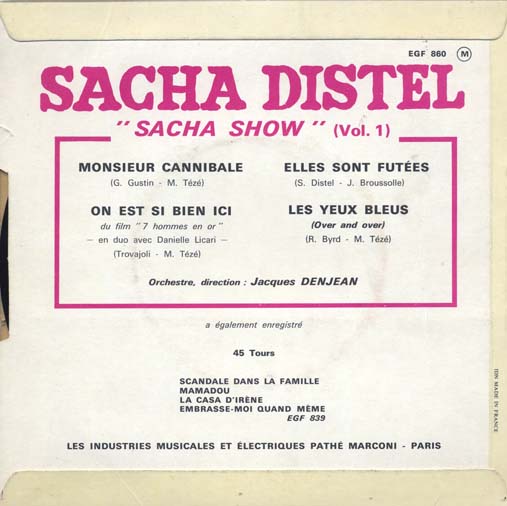 EGF 860 M
SACHA DISTEL
" SACHA SHOW " (Vol. 1)
MONSIEUR CANNIBALE
(G. Gustin - M. Tézé)
ELLES SONT FUTÉES
(S. Distel - J. Broussolle)
ON EST SI BIEN ICI
du film "7 hommes en or"
— en duo avec Danielle Licari —
(Trovajoli - M. Tézé)
LES YEUX BLEUS
(Over and over)
(R. Byrd - M. Tézé)
Orchestre, direction : Jacques DENJEAN
a également enregistré
45 Tours
SCANDALE DANS LA FAMILLE
MAMADOU
LA CASA D'IRÈNE
EMBRASSE-MOI QUAND MÊME
EGF 839
LES INDUSTRIES MUSICALES ET ÉLECTRIQUES PATHÉ MARCONI - PARIS
MADE IN FRANCE